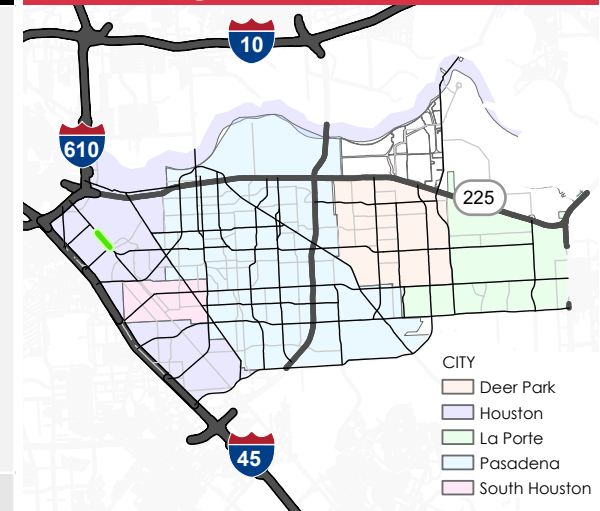 10
610
225
CITY
Deer Park
Houston
La Porte
Pasadena
South Houston
45